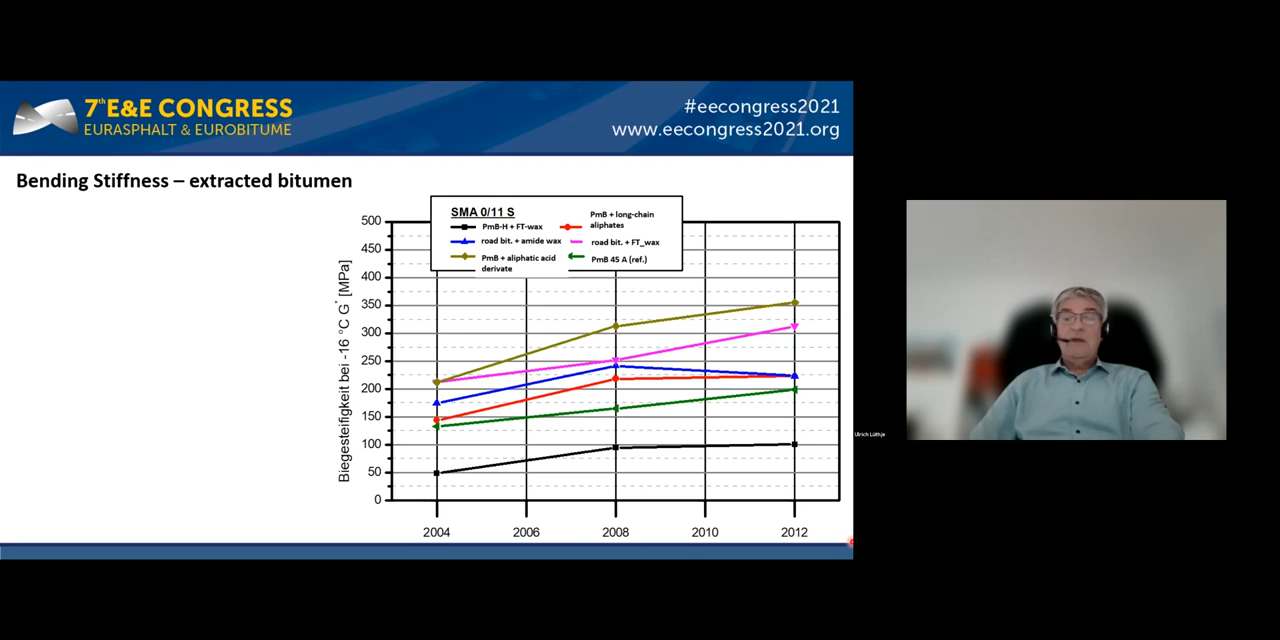 7th E&E CONGRESS
EURASPHALT & EUROBITUME
#eecongress2021
www.eecongress2021.org
Bending Stiffness – extracted bitumen
SMA 0/11 S
PmB-H + FT-wax
PmB + long-chain
aliphates
road bit. + amide wax
road bit. + FT_wax
PmB + aliphatic acid
derivate
PmB 45 A (ref.)
Biegesteifigkeit bei -16 °C G* [MPa]
500
450
400
350
300
250
200
150
100
50
0
2004
2006
2008
2010
2012
Ulrich Lüthje